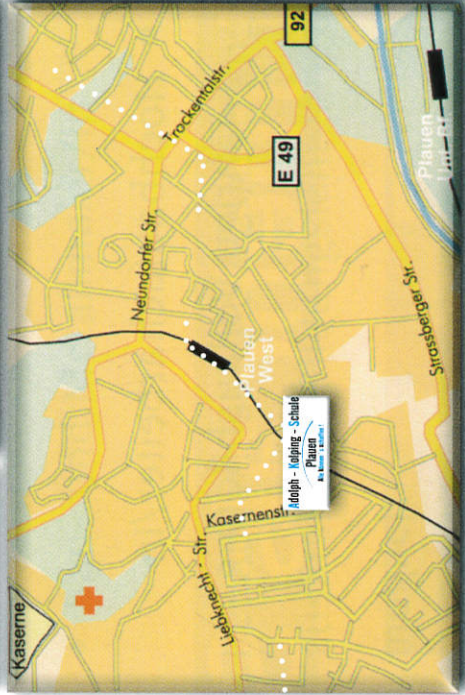 92
Trockentalstr.
E 49
Plauen
Neundorfer Str.
Strassberger Str.
Plauen
West
Adolph - Kolping - Schule
Plauen
Kasernenstr.
Liebknecht - Str.
Kaserne